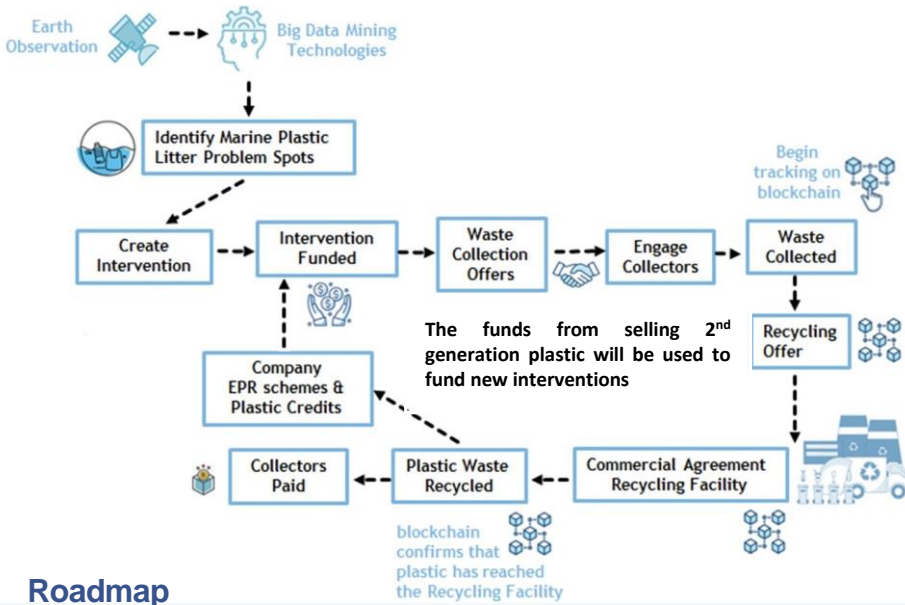 Earth
Observation
Big Data Mining
Technologies
Identify Marine Plastic
Litter Problem Spots
Begin
tracking on
blockchain
Create
Intervention
Intervention
Funded
Waste
Collection
Offers
Engage
Collectors
Waste
Collected
The funds from selling 2nd
generation plastic will be used to
fund new interventions
Recycling
Offer
Company
EPR schemes &
Plastic Credits
Collectors
Paid
Plastic Waste
Recycled
Commercial Agreement
Recycling Facility
blockchain
confirms that
plastic has reached
the Recycling Facility
Roadmap